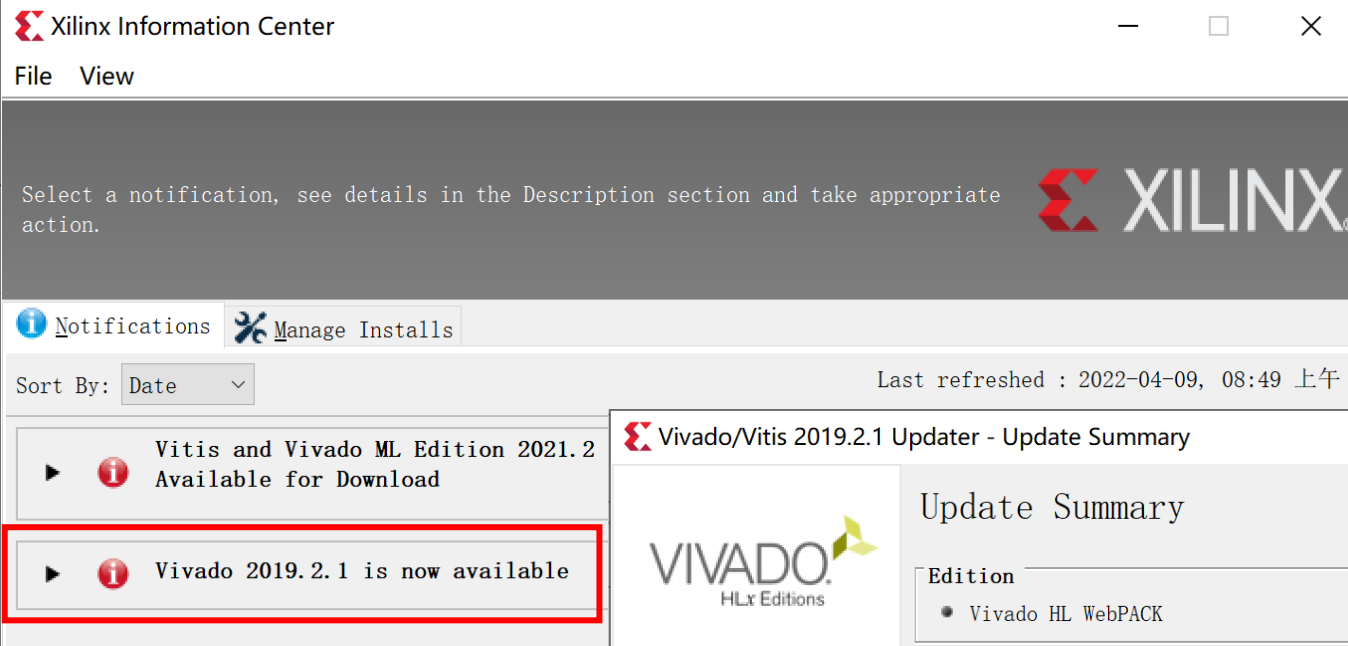 Xilinx Information Center
File View
Select a notification, see details in the Description section and take appropriate
action.
XILINX
Notifications Manage Installs
Sort By: Date
Last refreshed : 2022-04-09, 08:49 上午
Vitis and Vivado ML Edition 2021.2
Available for Download
Vivado 2019.2.1 is now available
Vivado/Vitis 2019.2.1 Updater - Update Summary
VIVADO.
HLx Editions
Update Summary
Edition
Vivado HL WebPACK